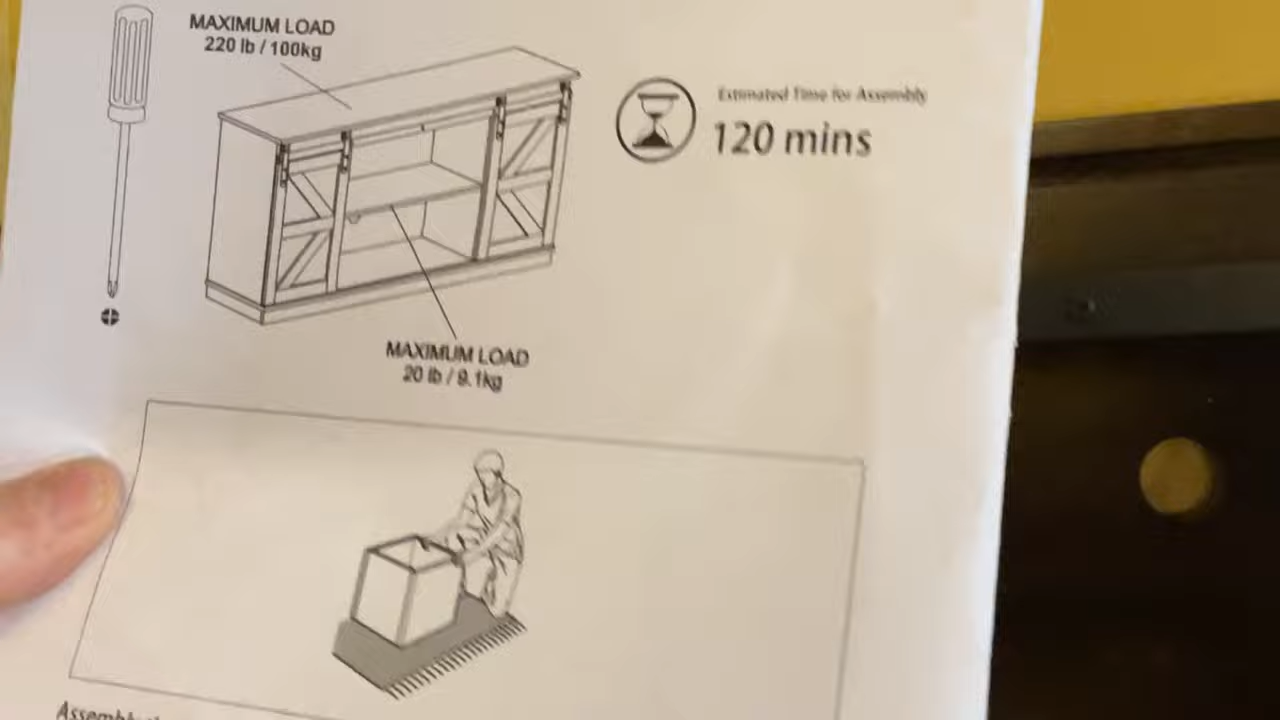 MAXIMUM LOAD
220 lb / 100kg
Estimated Time for Assembly
120 mins
MAXIMUM LOAD
20 lb / 9.1kg